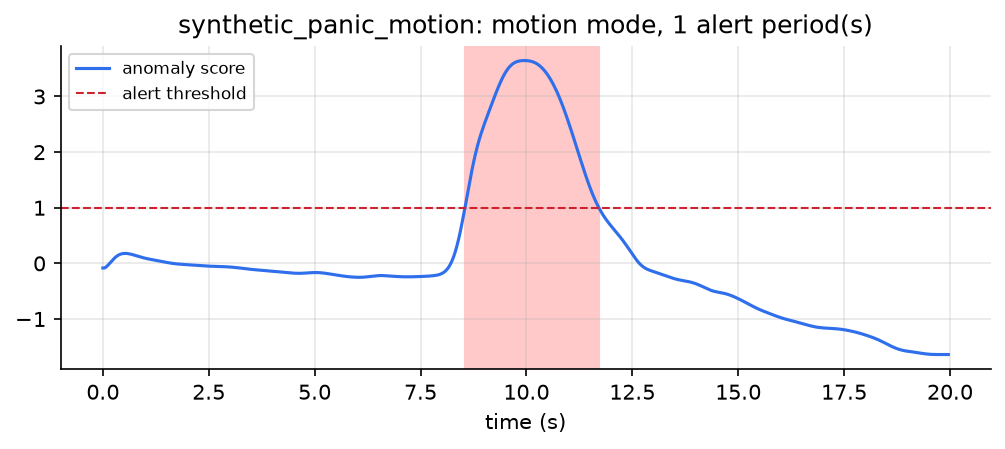 synthetic_panic_motion: motion mode, 1 alert period(s)
anomaly score
alert threshold
3
2
1
0
−1
0.0 2.5 5.0 7.5 10.0 12.5 15.0 17.5 20.0
time (s)